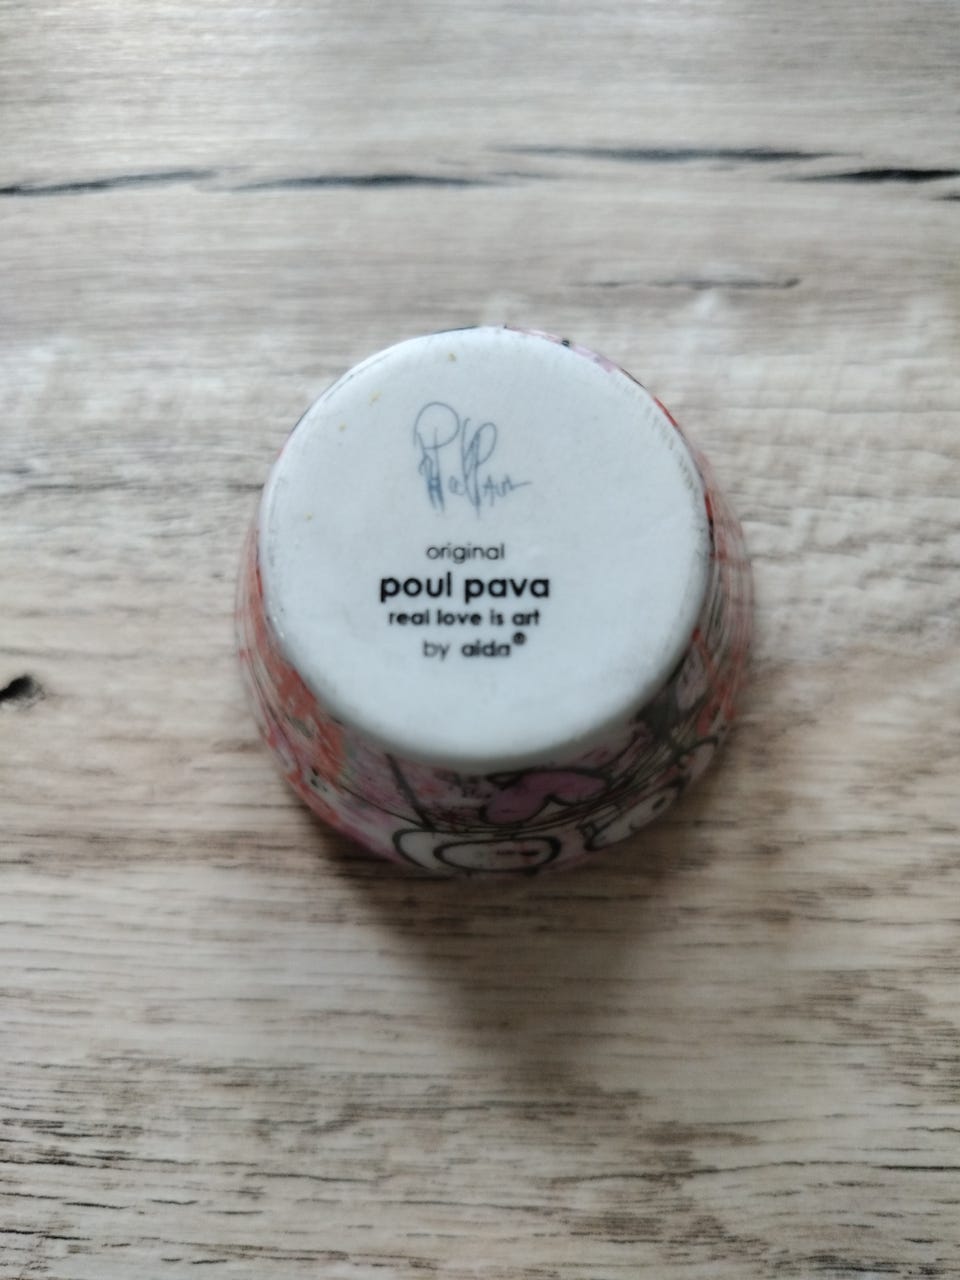 original
poul pava
real love is art
by aida®